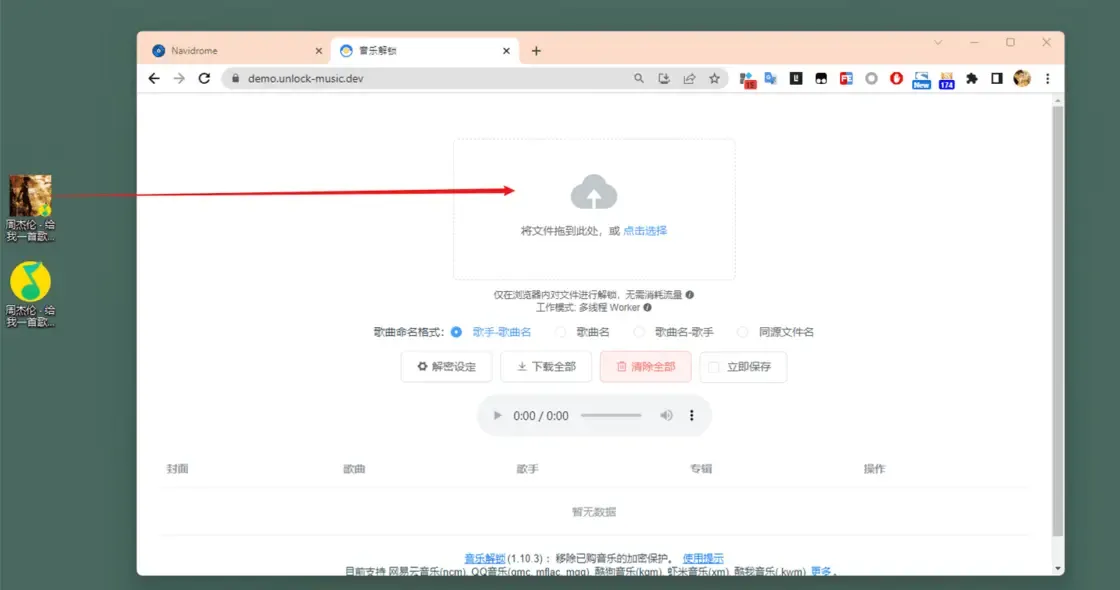 Navidrome
音乐解锁
demo.unlock-music.dev
15
New
174
周杰伦 - 给
我一首歌...
周杰伦 - 给
我一首歌...
将文件拖到此处，或 点击选择
仅在浏览器内对文件进行解锁，无需消耗流量
工作模式: 多线程 Worker
歌曲命名格式： 歌手-歌曲名 歌曲名 歌曲名-歌手 同源文件名
解密设定 下载全部 清除全部 立即保存
0:00 / 0:00
封面 歌曲 歌手 专辑 操作
暂无数据
音乐解锁 (1.10.3) ：移除已购音乐的加密保护。 使用提示
目前支持 网易云音乐(ncm), QQ音乐(qmc, mflac, mgg), 酷狗音乐(kgm), 虾米音乐(xm), 酷我音乐(.kwm) 更多。